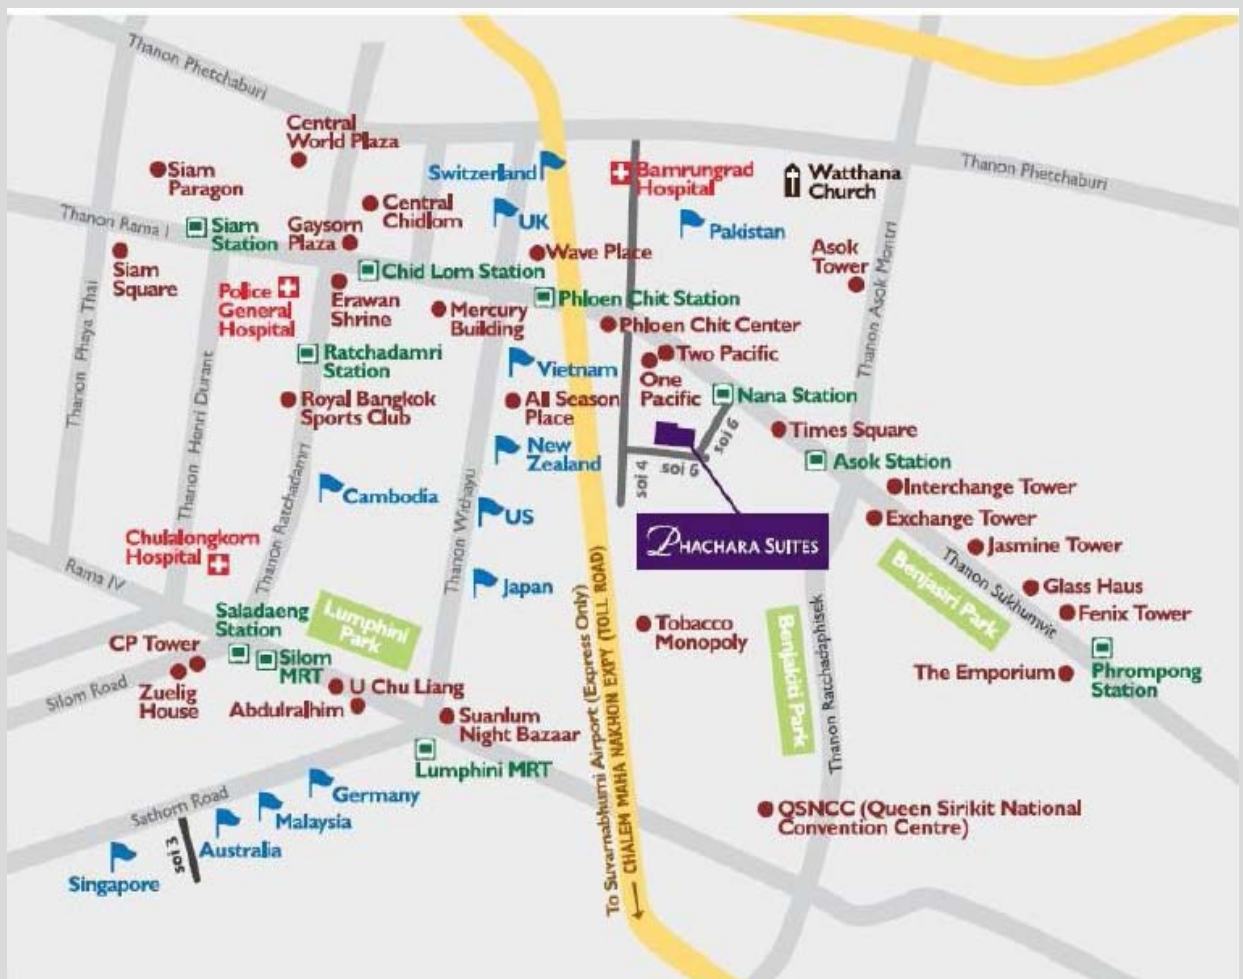 Thanon Phetchaburi
Central
World Plaza
Siam
Paragon
Switzerland
Bamrungrad
Hospital
Watthana
Church
Thanon Phetchaburi
Central
Chidlom
UK
Thanon Rama I
Siam
Station
Gaysorn
Plaza
Pakistan
Wave Place
Asok
Tower
Thanon Asok Montri
Siam
Square
Chid Lom Station
Police
General
Hospital
Erawan
Shrine
Mercury
Building
Phloen Chit Station
Phloen Chit Center
Thanon Phaya Thai
Ratchadamri
Station
Vietnam
Two Pacific
One
Pacific
Nana Station
Thanon Henri Durant
Royal Bangkok
Sports Club
All Season
Place
Times Square
soi 6
New
Zealand
soi 4
soi 6
Asok Station
Thanon Ratchadamri
Cambodia
Thanon Withayu
US
Interchange Tower
Exchange Tower
PHACHARA SUITES
Chulalongkorn
Hospital
Jasmine Tower
Rama IV
Japan
Benjasiri Park
Thanon Sukhumvit
Glass Haus
Fenix Tower
Saladaeng
Station
Lumphini
Park
Tobacco
Monopoly
Benjakiti Park
Thanon Ratchadaphisek
CP Tower
Silom
MRT
The Emporium
Phrompong
Station
Silom Road
Zuelig
House
U Chu Liang
Abdulralhim
Suanlum
Night Bazaar
Lumphini MRT
To Suvarnabhumi Airport (Express Only)
CHALEM MAHA NAKHON EXPY (TOLL ROAD)
Sathorn Road
Germany
Malaysia
QSNCC (Queen Sirikit National
Convention Centre)
soi 3
Australia
Singapore